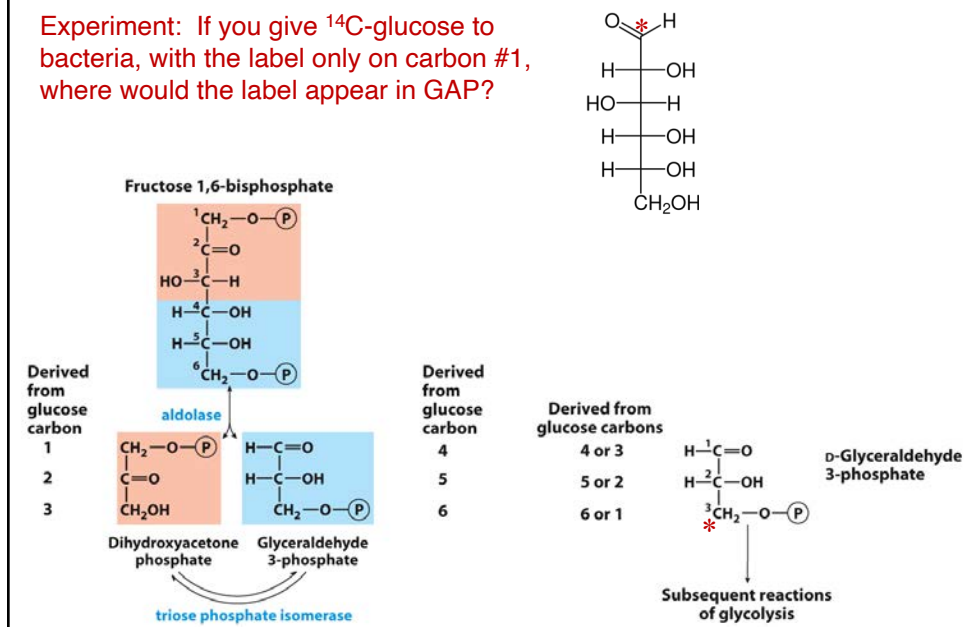 Experiment: If you give ¹⁴C-glucose to
bacteria, with the label only on carbon #1,
where would the label appear in GAP?
O * H
H OH
HO H
H OH
H OH
CH₂OH
Fructose 1,6-bisphosphate
¹CH₂—O—P
²C=O
HO—³C—H
H—⁴C—OH
H—⁵C—OH
⁶CH₂—O—P
aldolase
Derived
from
glucose
carbon
1
2
3
CH₂—O—P
C=O
CH₂OH
Dihydroxyacetone
phosphate
H—C=O
H—C—OH
CH₂—O—P
Glyceraldehyde
3-phosphate
triose phosphate isomerase
Derived
from
glucose
carbon
4
5
6
Derived from
glucose carbons
4 or 3
5 or 2
6 or 1
H—¹C=O
H—²C—OH
³CH₂—O—P
*
D-Glyceraldehyde
3-phosphate
Subsequent reactions
of glycolysis